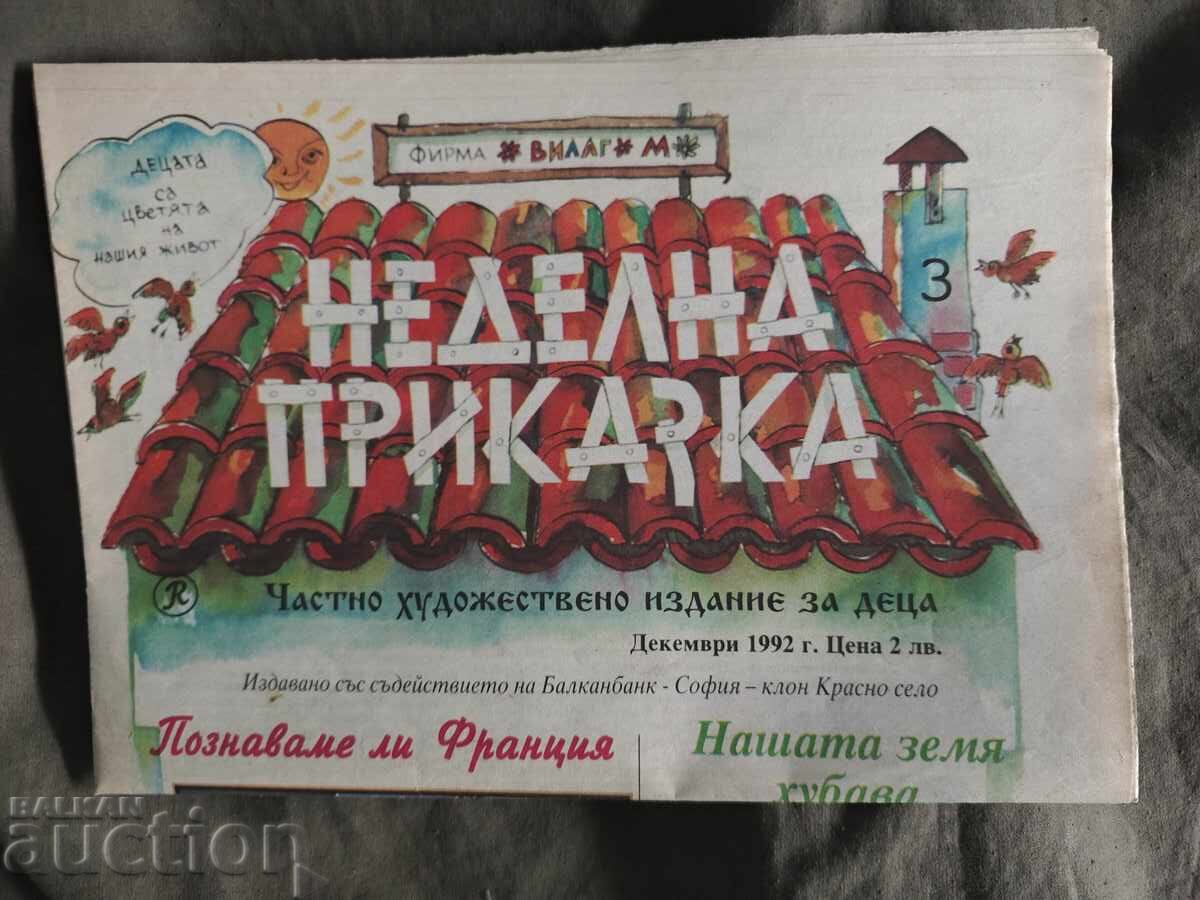 ДЕЦАТА
СА
ЦВЕТЯТА
НА
НАШИЯ ЖИВОТ
ФИРМА * ВИЛАГ * М *
3
НЕДЕЛНА
ПРИКАЗКА
R
Частно художествено издание за деца
Декември 1992 г. Цена 2 лв.
Издавано със съдействието на Балканбанк - София – клон Красно село
Познаваме ли Франция
Нашата земя
хубава
BALKAN
auction